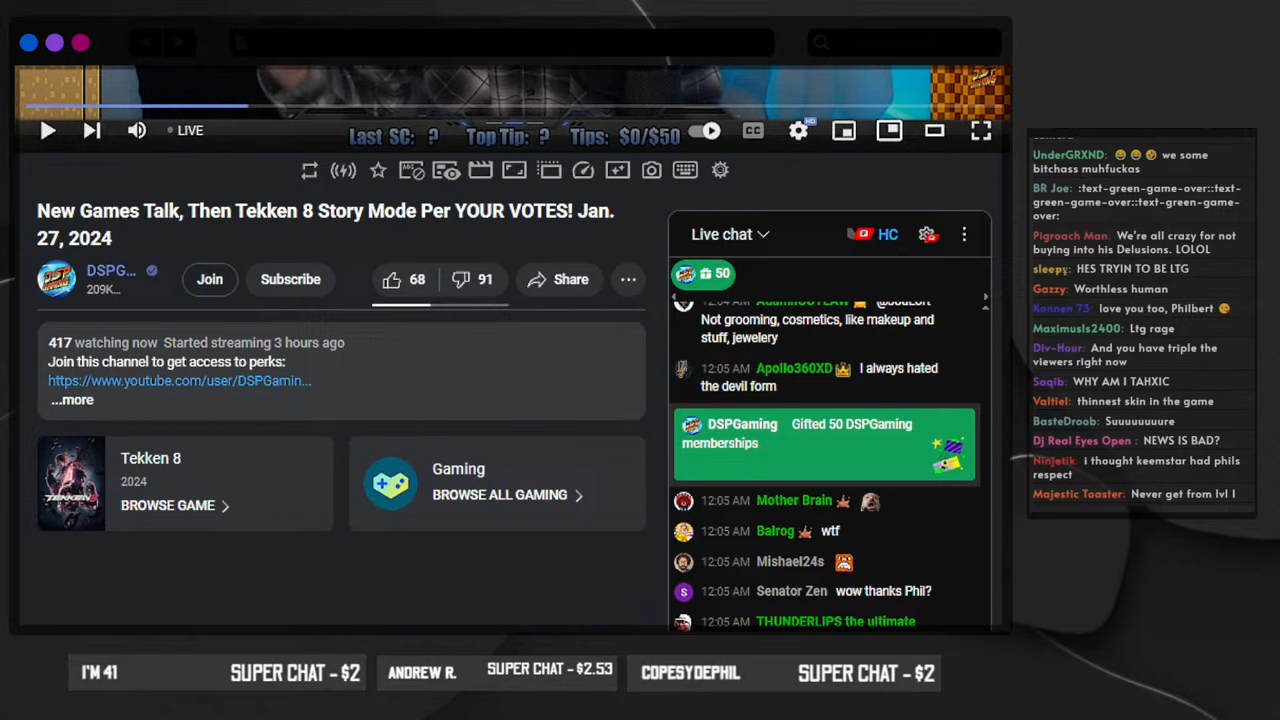 LIVE
Last SC: ? Top Tip: ? Tips: $0/$50
CC
HD
New Games Talk, Then Tekken 8 Story Mode Per YOUR VOTES! Jan.
27, 2024
DSPG...
209K...
Join
Subscribe
68
91
Share
417 watching now Started streaming 3 hours ago
Join this channel to get access to perks:
https://www.youtube.com/user/DSPGamin...
...more
Tekken 8
2024
BROWSE GAME
Gaming
BROWSE ALL GAMING
Live chat
HC
50
Not grooming, cosmetics, like makeup and
stuff, jewelery
12:05 AM Apollo360XD I always hated
the devil form
DSPGaming Gifted 50 DSPGaming
memberships
12:05 AM Mother Brain
12:05 AM Balrog wtf
12:05 AM Mishael24s
12:05 AM Senator Zen wow thanks Phil?
12:05 AM THUNDERLIPS the ultimate
UnderGRXND: we some
bitchass muhfuckas
BR Joe: :text-green-game-over::text-
green-game-over::text-green-game-
over:
Pigroach Man: We're all crazy for not
buying into his Delusions. LOLOL
sleepy: HES TRYIN TO BE LTG
Gazzy: Worthless human
Konnen 73: love you too, Philbert
Maximusls2400: Ltg rage
Div-Hour: And you have triple the
viewers right now
Saqib: WHY AM I TAHXIC
Valtiel: thinnest skin in the game
BasteDroob: Suuuuuuure
Dj Real Eyes Open : NEWS IS BAD?
Ninjetik: i thought keemstar had phils
respect
Majestic Toaster: Never get from lvl 1
I'M 41 SUPER CHAT - $2
ANDREW R. SUPER CHAT - $2.53
COPESYDEPHIL SUPER CHAT - $2